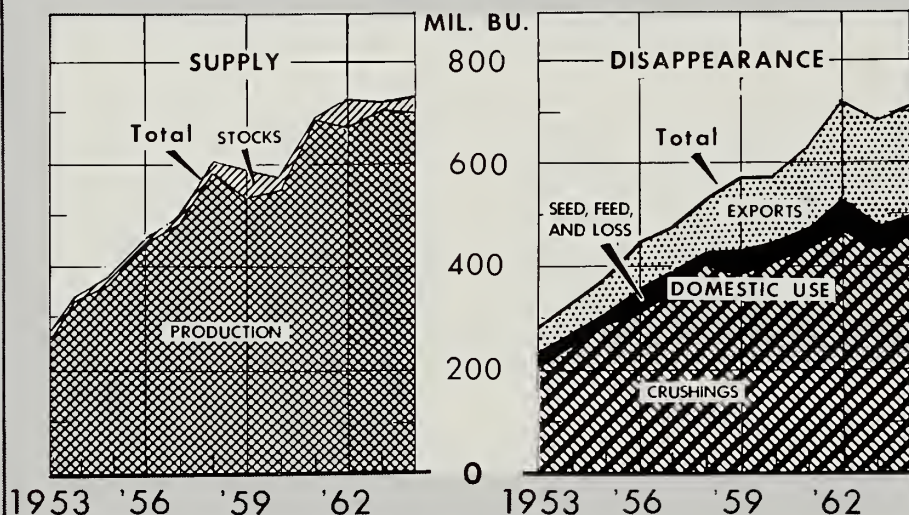 MIL. BU.
SUPPLY
Total
STOCKS
PRODUCTION
800
600
400
200
0
1953 '56 '59 '62
DISAPPEARANCE
Total
SEED, FEED,
AND LOSS
EXPORTS
DOMESTIC USE
CRUSHINGS
1953 '56 '59 '62